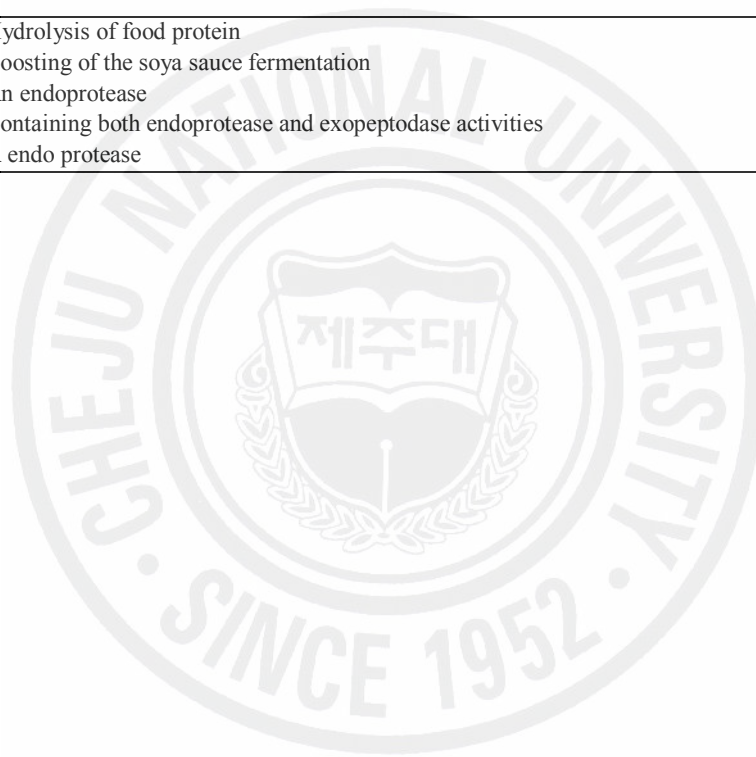 ydrolysis of food protein
oosting of the soya sauce fermentation
n endoprotease
ontaining both endoprotease and exopeptodase activities
endo protease
CHEJU NATIONAL UNIVERSITY
제주대
SINCE 1952